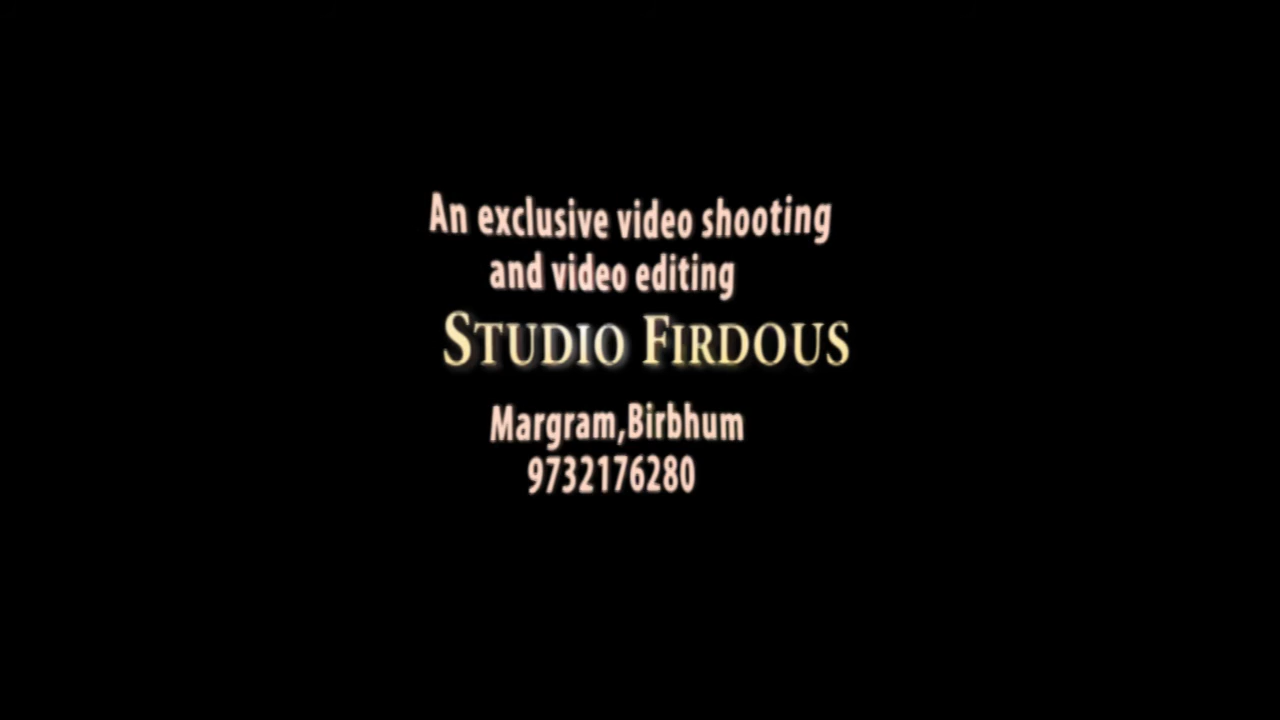 An exclusive video shooting
and video editing
STUDIO FIRDOUS
Margram,Birbhum
9732176280